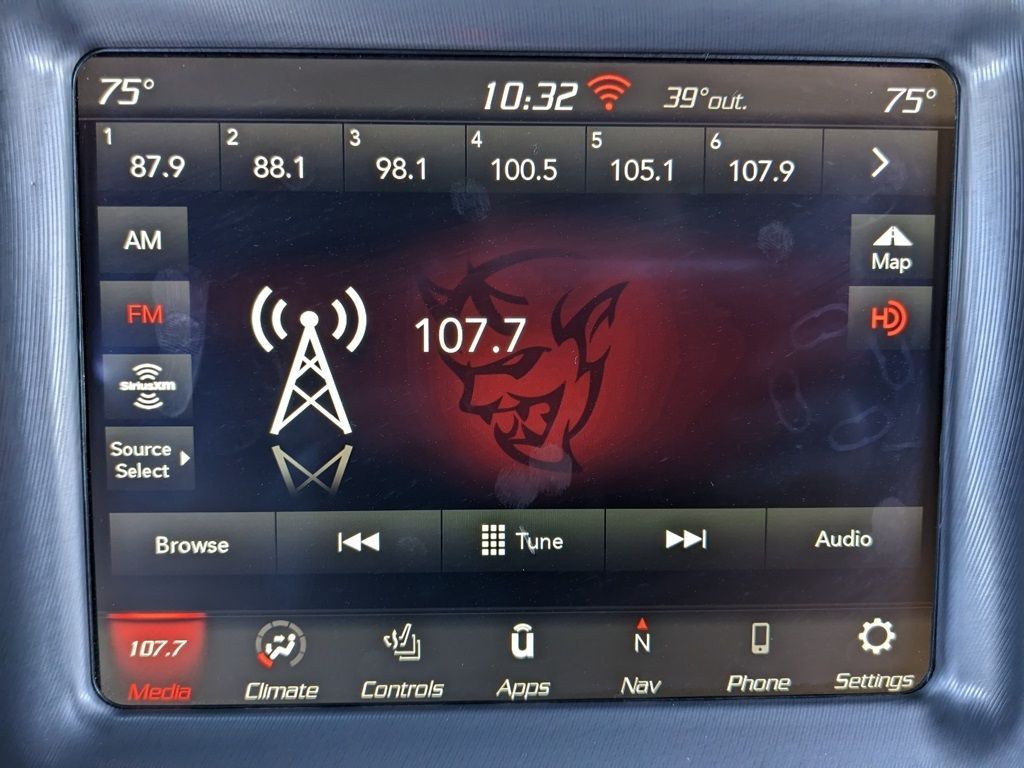 75° 10:32 39°out. 75°
1 2 3 4 5 6
87.9 88.1 98.1 100.5 105.1 107.9
AM
Map
FM
HD
107.7
SiriusXM
Source
Select
Browse Tune Audio
107.7 u N
Media Climate Controls Apps Nav Phone Settings